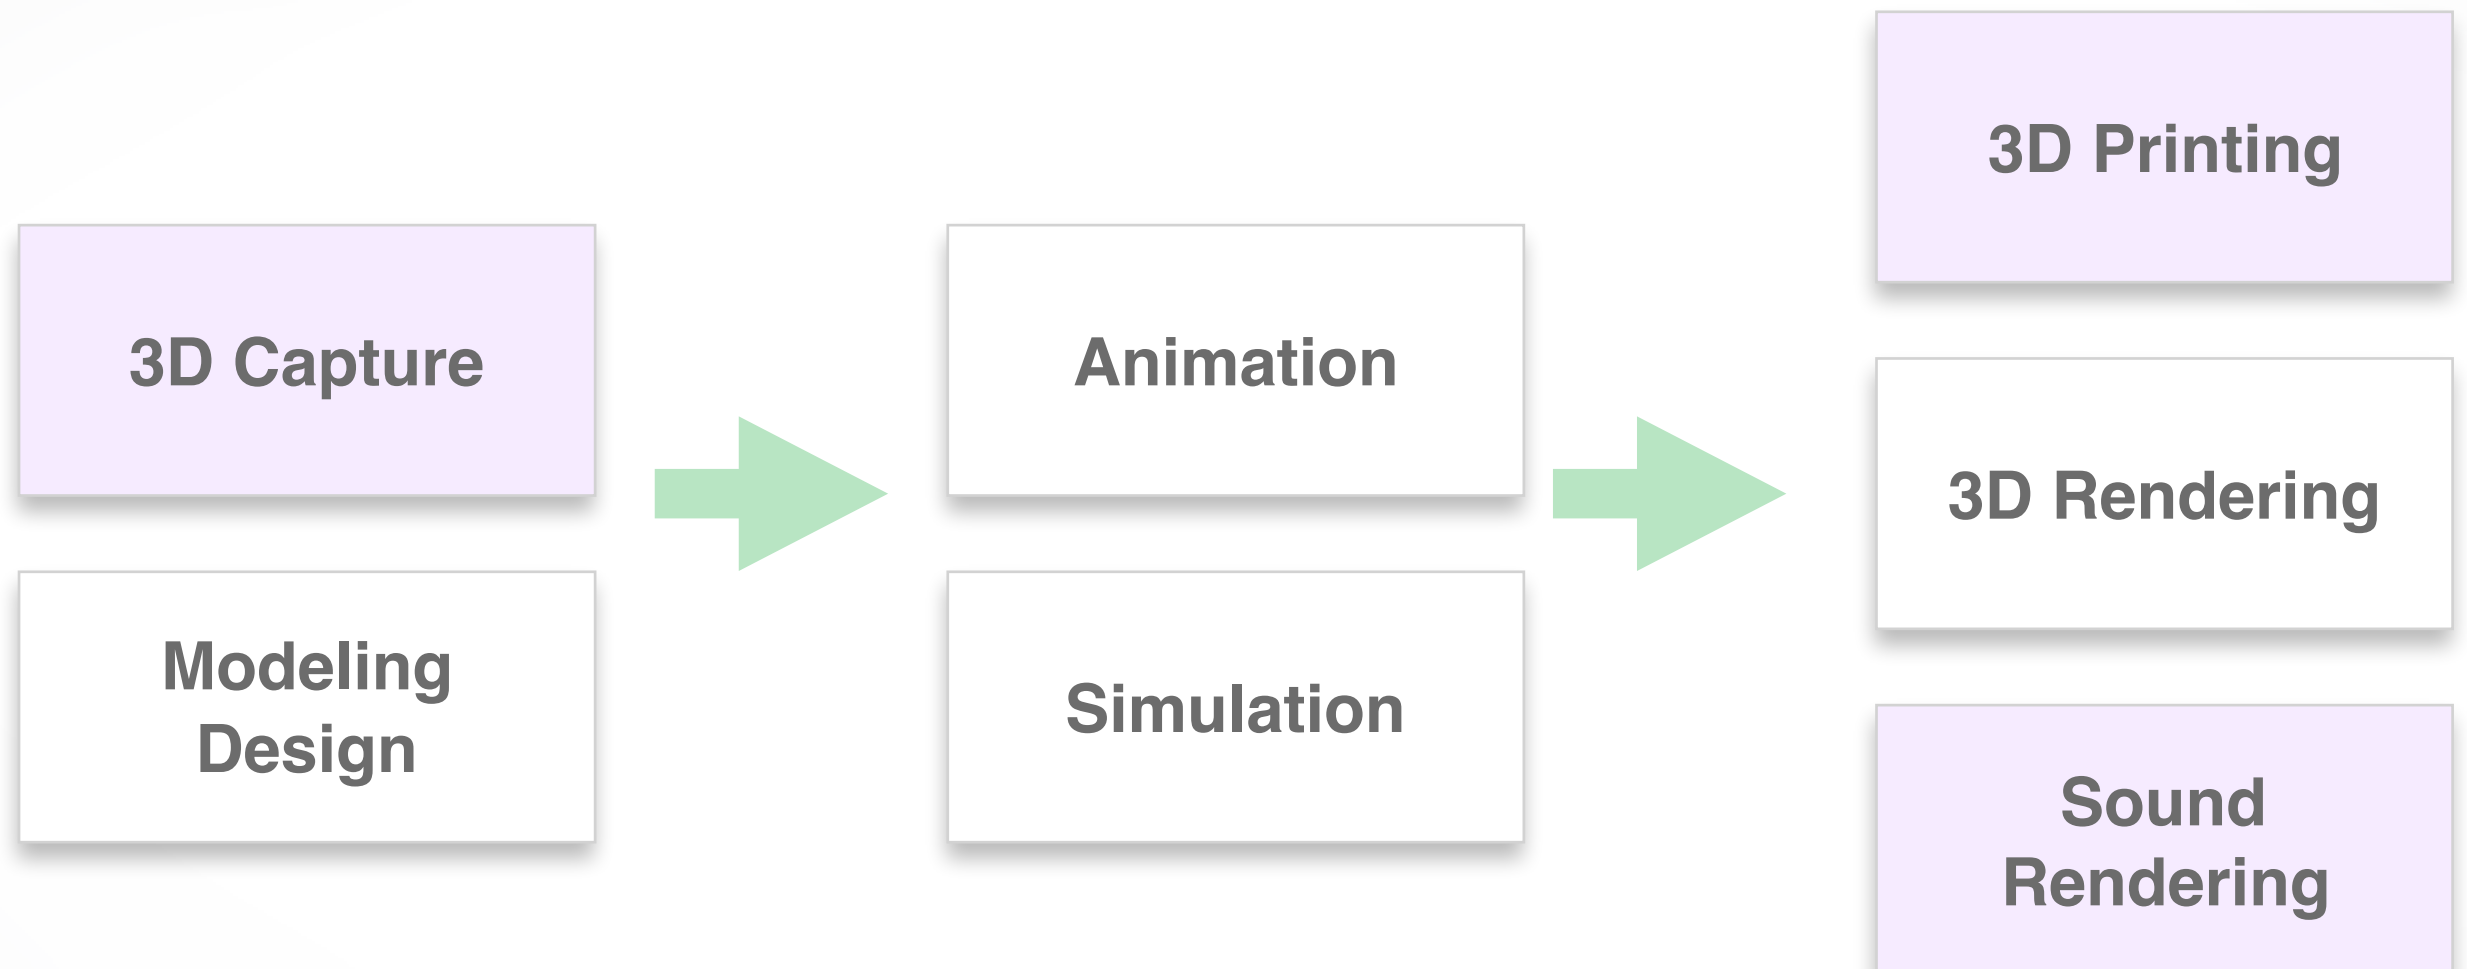 3D Capture
Modeling
Design
Animation
Simulation
3D Printing
3D Rendering
Sound
Rendering